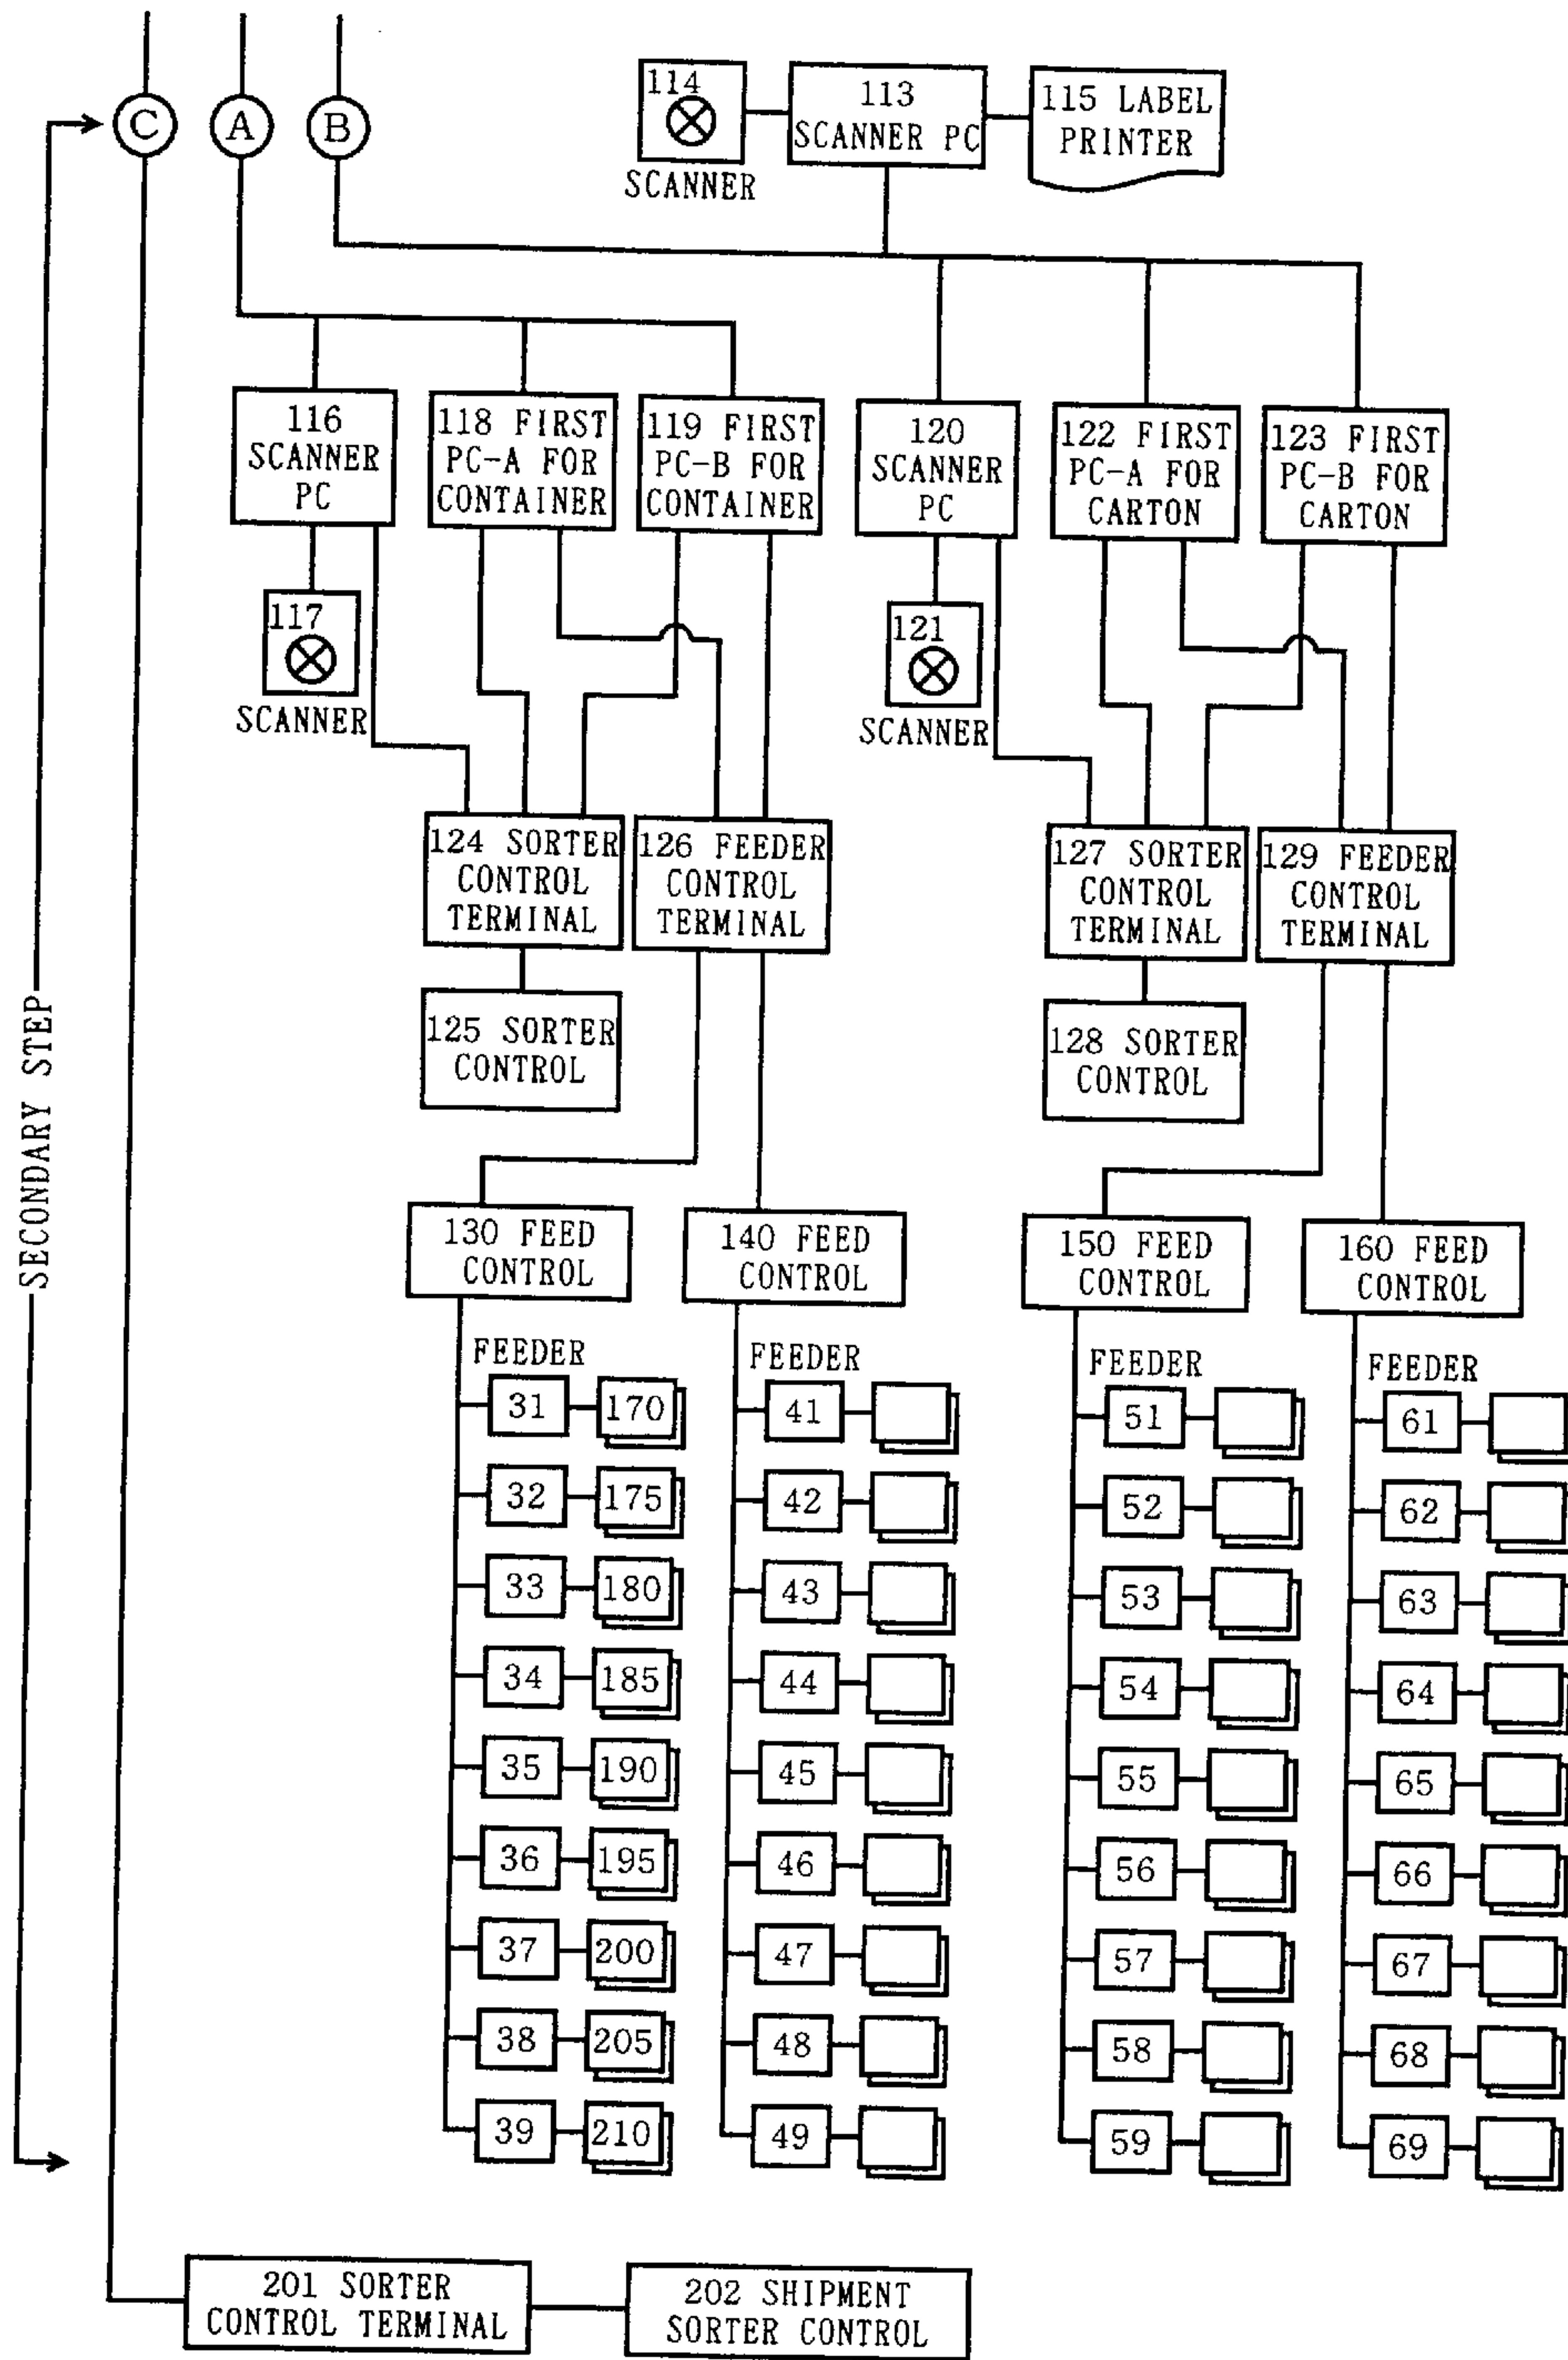 C
A
B
114
SCANNER
113
SCANNER PC
115 LABEL
PRINTER
116
SCANNER
PC
118 FIRST
PC-A FOR
CONTAINER
119 FIRST
PC-B FOR
CONTAINER
120
SCANNER
PC
122 FIRST
PC-A FOR
CARTON
123 FIRST
PC-B FOR
CARTON
117
SCANNER
121
SCANNER
124 SORTER
CONTROL
TERMINAL
126 FEEDER
CONTROL
TERMINAL
127 SORTER
CONTROL
TERMINAL
129 FEEDER
CONTROL
TERMINAL
125 SORTER
CONTROL
128 SORTER
CONTROL
SECONDARY STEP
130 FEED
CONTROL
140 FEED
CONTROL
150 FEED
CONTROL
160 FEED
CONTROL
FEEDER
31 170
32 175
33 180
34 185
35 190
36 195
37 200
38 205
39 210
FEEDER
41
42
43
44
45
46
47
48
49
FEEDER
51
52
53
54
55
56
57
58
59
FEEDER
61
62
63
64
65
66
67
68
69
201 SORTER
CONTROL TERMINAL
202 SHIPMENT
SORTER CONTROL